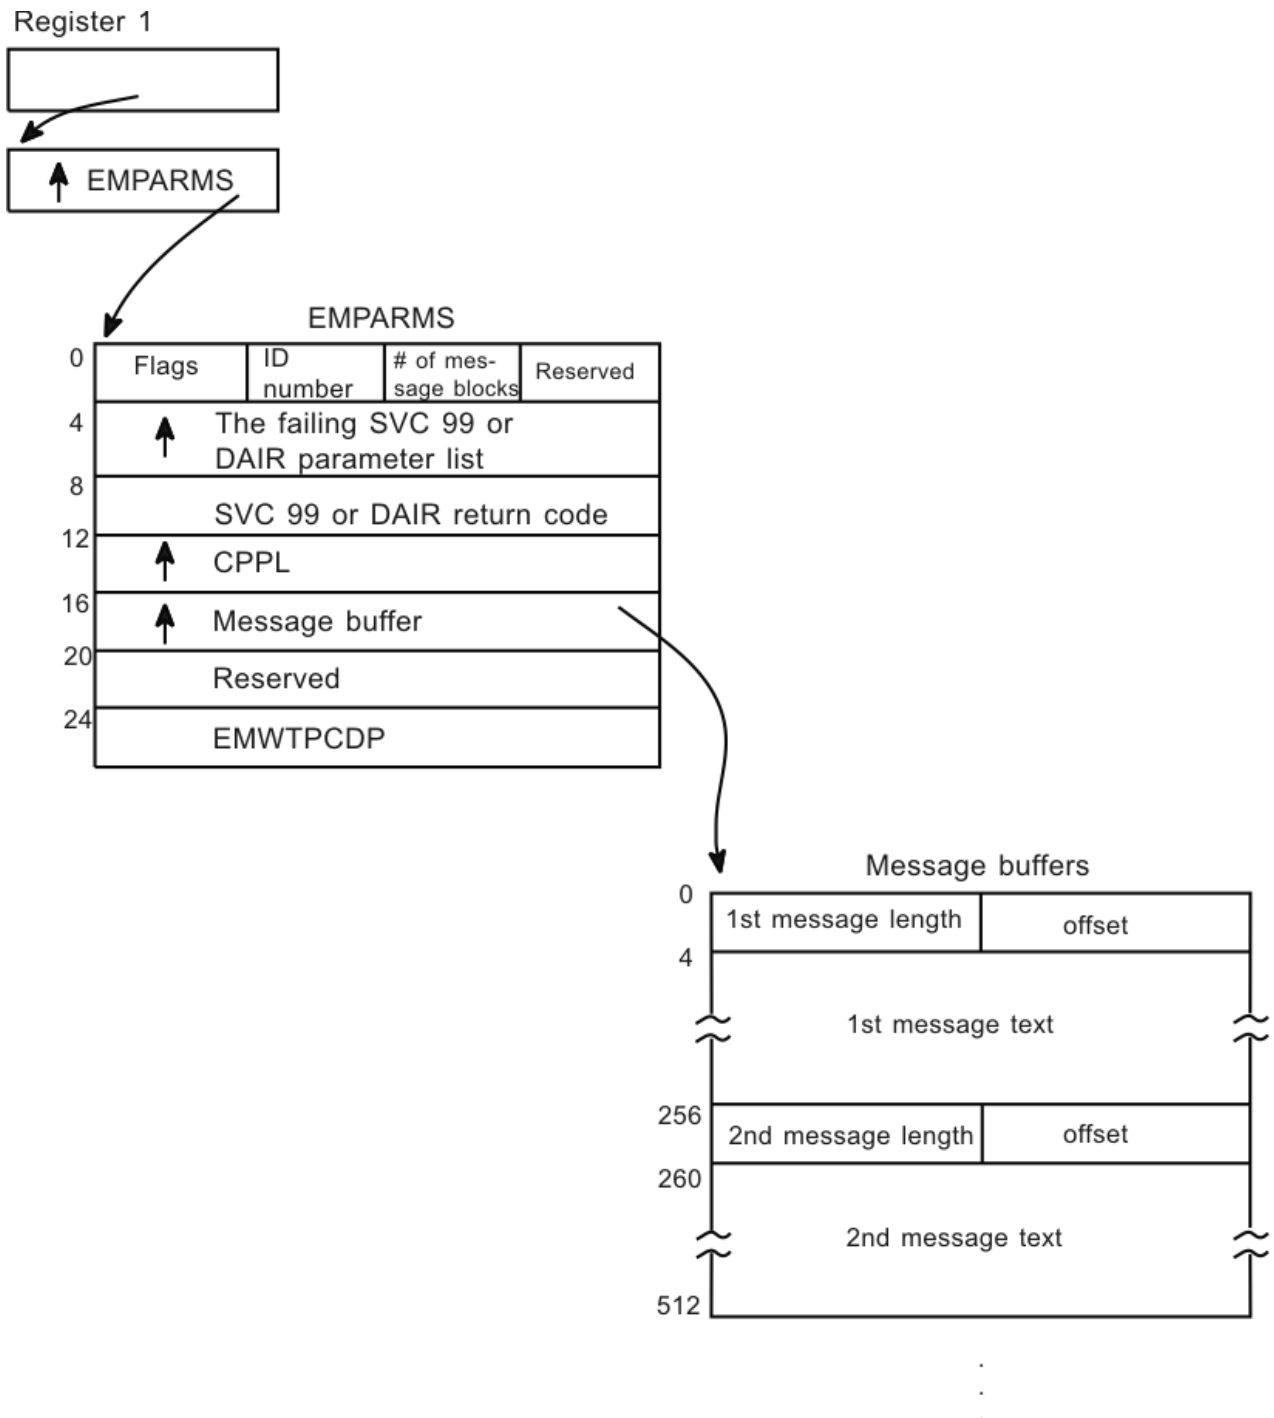 Register 1
EMPARMS
EMPARMS
0
Flags
ID
number
# of mes-
sage blocks
Reserved
4
The failing SVC 99 or
DAIR parameter list
8
SVC 99 or DAIR return code
12
CPPL
16
Message buffer
20
Reserved
24
EMWTPCDP
Message buffers
0
1st message length
offset
4
1st message text
256
2nd message length
offset
260
2nd message text
512